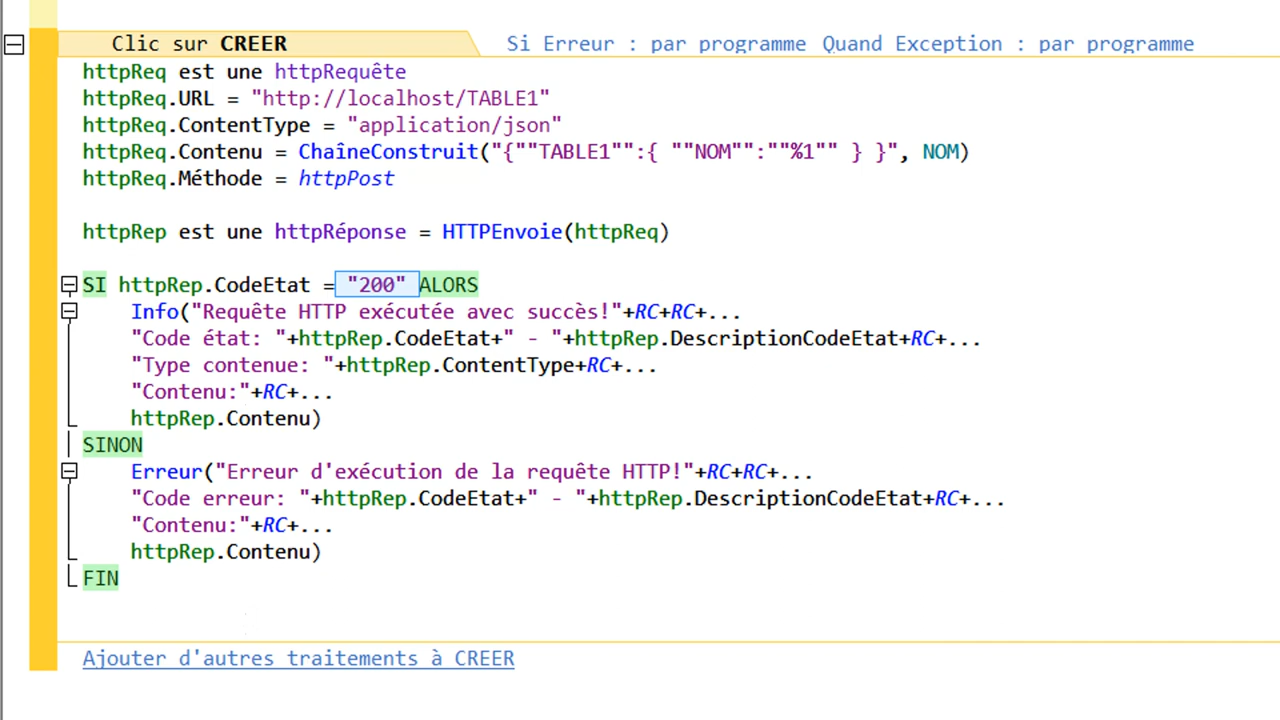 Clic sur CREER Si Erreur : par programme Quand Exception : par programme
httpReq est une httpRequête
httpReq.URL = "http://localhost/TABLE1"
httpReq.ContentType = "application/json"
httpReq.Contenu = ChaîneConstruit("{""TABLE1"":{ ""NOM"":""%1"" } }", NOM)
httpReq.Méthode = httpPost
httpRep est une httpRéponse = HTTPEnvoie(httpReq)
SI httpRep.CodeEtat = "200" ALORS
Info("Requête HTTP exécutée avec succès!"+RC+RC+...
"Code état: "+httpRep.CodeEtat+" - "+httpRep.DescriptionCodeEtat+RC+...
"Type contenue: "+httpRep.ContentType+RC+...
"Contenu:"+RC+...
httpRep.Contenu)
SINON
Erreur("Erreur d'exécution de la requête HTTP!"+RC+RC+...
"Code erreur: "+httpRep.CodeEtat+" - "+httpRep.DescriptionCodeEtat+RC+...
"Contenu:"+RC+...
httpRep.Contenu)
FIN
Ajouter d'autres traitements à CREER